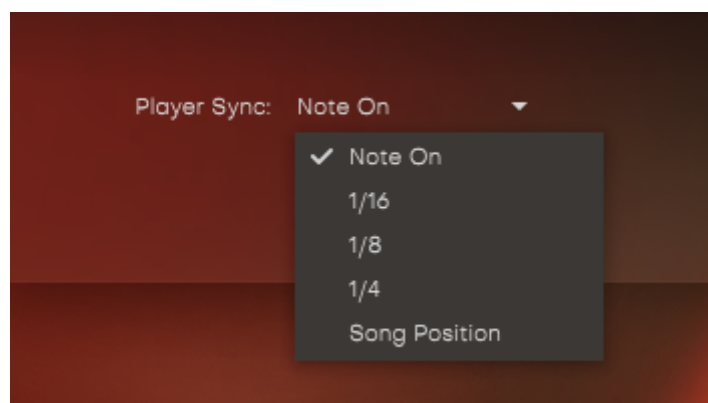 Player Sync: Note On
Note On
1/16
1/8
1/4
Song Position